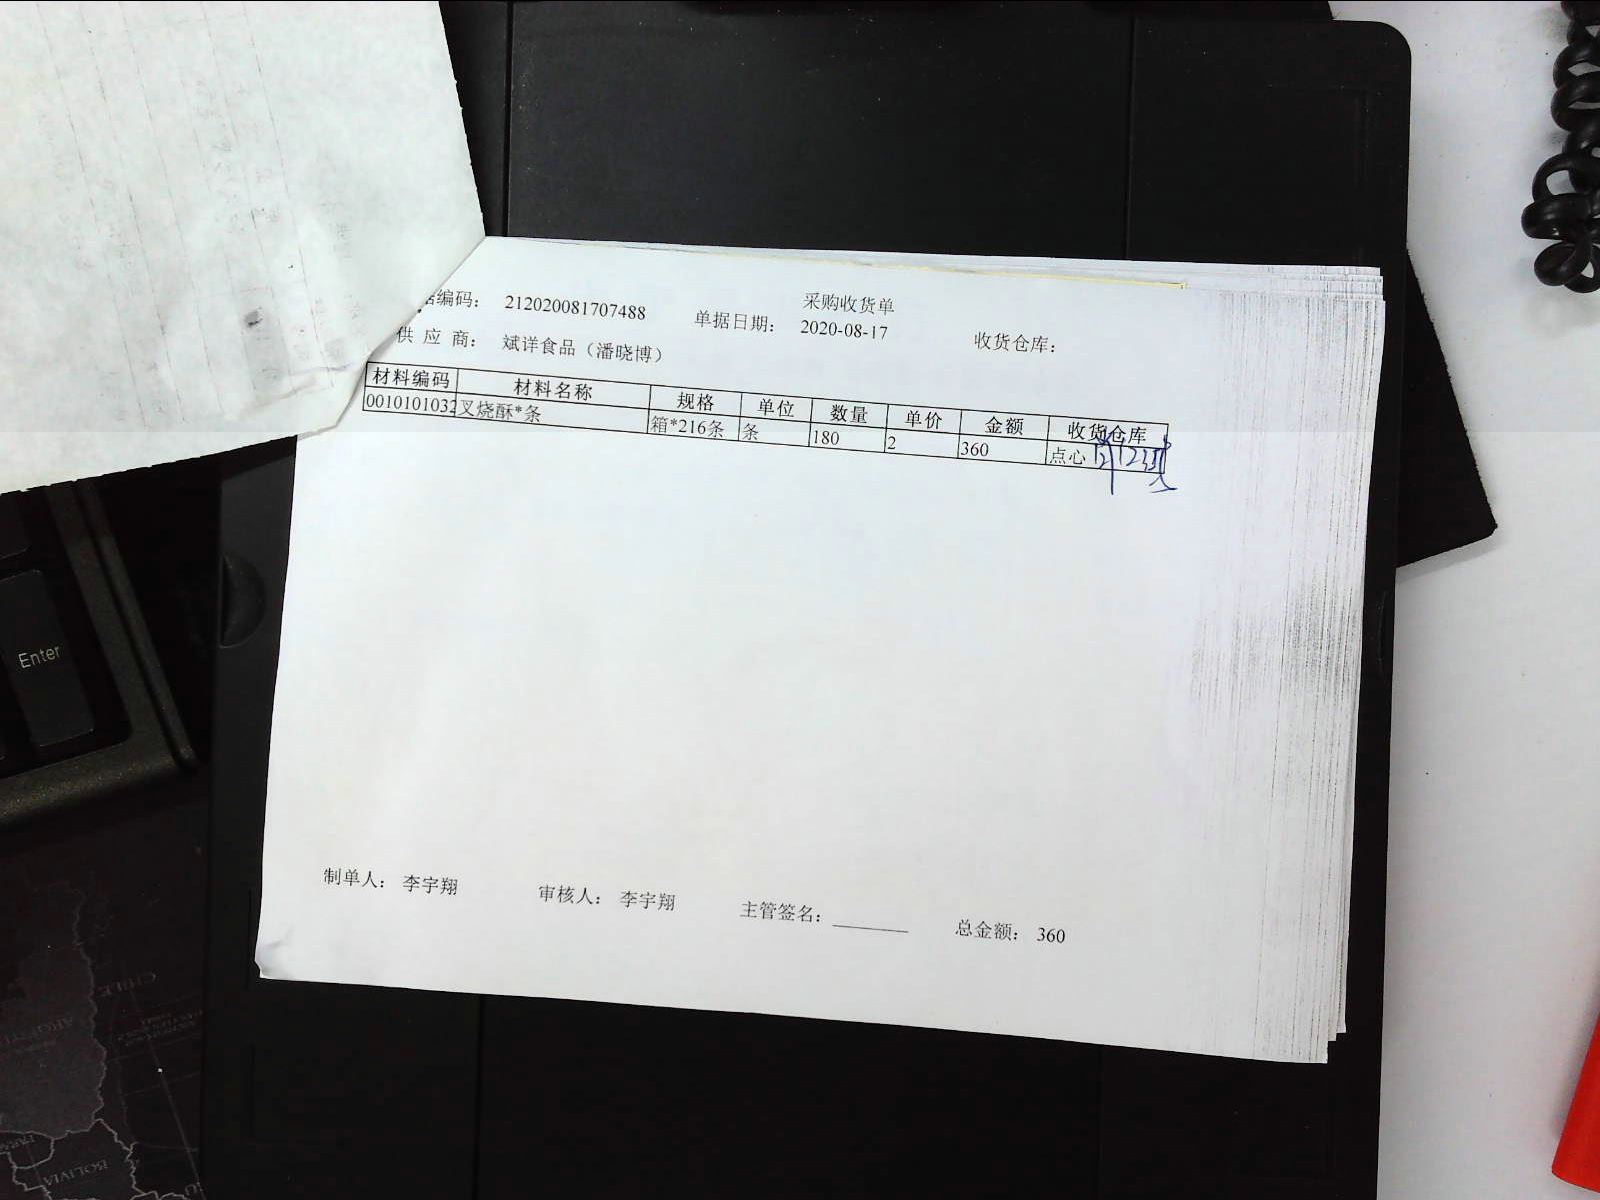 采购收货单
据编码： 212020081707488 单据日期： 2020-08-17 收货仓库：
供 应 商： 斌详食品（潘晓博）
材料编码 材料名称 规格 单位 数量 单价 金额 收货仓库
0010101032 叉烧酥*条 箱*216条 条 180 2 360 点心
制单人： 李宇翔 审核人： 李宇翔 主管签名：________ 总金额： 360
Enter
CHILE
BOLIVIA